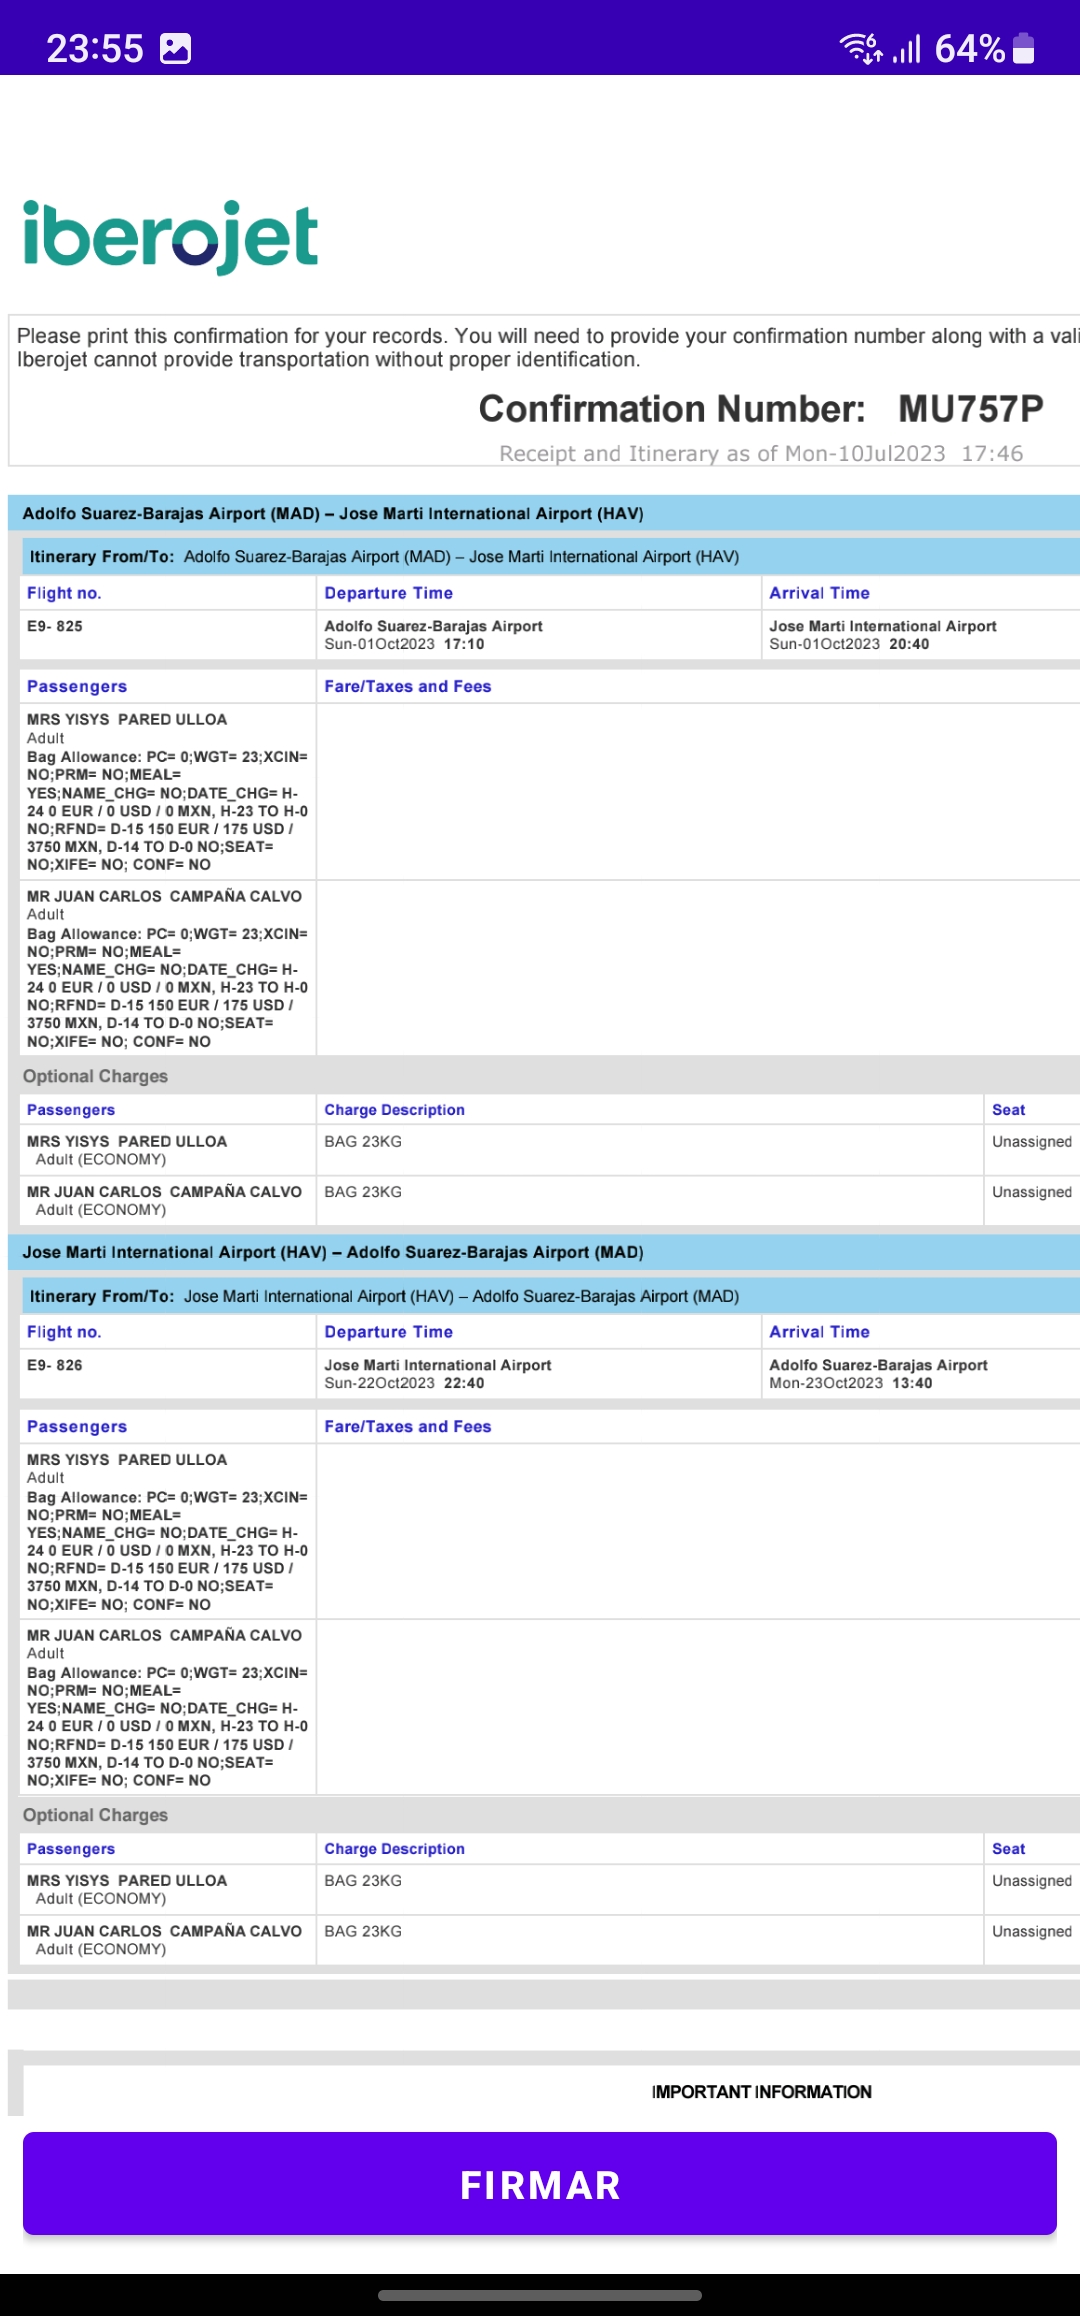 23:55 64%
iberojet
Please print this confirmation for your records. You will need to provide your confirmation number along with a vali
Iberojet cannot provide transportation without proper identification.
Confirmation Number: MU757P
Receipt and Itinerary as of Mon-10Jul2023 17:46
Adolfo Suarez-Barajas Airport (MAD) – Jose Marti International Airport (HAV)
Itinerary From/To: Adolfo Suarez-Barajas Airport (MAD) – Jose Marti International Airport (HAV)
Flight no. Departure Time Arrival Time
E9- 825 Adolfo Suarez-Barajas Airport Jose Marti International Airport
Sun-01Oct2023 17:10 Sun-01Oct2023 20:40
Passengers Fare/Taxes and Fees
MRS YISYS PARED ULLOA
Adult
Bag Allowance: PC= 0;WGT= 23;XCIN=
NO;PRM= NO;MEAL=
YES;NAME_CHG= NO;DATE_CHG= H-
24 0 EUR / 0 USD / 0 MXN, H-23 TO H-0
NO;RFND= D-15 150 EUR / 175 USD /
3750 MXN, D-14 TO D-0 NO;SEAT=
NO;XIFE= NO; CONF= NO
MR JUAN CARLOS CAMPAÑA CALVO
Adult
Bag Allowance: PC= 0;WGT= 23;XCIN=
NO;PRM= NO;MEAL=
YES;NAME_CHG= NO;DATE_CHG= H-
24 0 EUR / 0 USD / 0 MXN, H-23 TO H-0
NO;RFND= D-15 150 EUR / 175 USD /
3750 MXN, D-14 TO D-0 NO;SEAT=
NO;XIFE= NO; CONF= NO
Optional Charges
Passengers Charge Description Seat
MRS YISYS PARED ULLOA BAG 23KG Unassigned
Adult (ECONOMY)
MR JUAN CARLOS CAMPAÑA CALVO BAG 23KG Unassigned
Adult (ECONOMY)
Jose Marti International Airport (HAV) – Adolfo Suarez-Barajas Airport (MAD)
Itinerary From/To: Jose Marti International Airport (HAV) – Adolfo Suarez-Barajas Airport (MAD)
Flight no. Departure Time Arrival Time
E9- 826 Jose Marti International Airport Adolfo Suarez-Barajas Airport
Sun-22Oct2023 22:40 Mon-23Oct2023 13:40
Passengers Fare/Taxes and Fees
MRS YISYS PARED ULLOA
Adult
Bag Allowance: PC= 0;WGT= 23;XCIN=
NO;PRM= NO;MEAL=
YES;NAME_CHG= NO;DATE_CHG= H-
24 0 EUR / 0 USD / 0 MXN, H-23 TO H-0
NO;RFND= D-15 150 EUR / 175 USD /
3750 MXN, D-14 TO D-0 NO;SEAT=
NO;XIFE= NO; CONF= NO
MR JUAN CARLOS CAMPAÑA CALVO
Adult
Bag Allowance: PC= 0;WGT= 23;XCIN=
NO;PRM= NO;MEAL=
YES;NAME_CHG= NO;DATE_CHG= H-
24 0 EUR / 0 USD / 0 MXN, H-23 TO H-0
NO;RFND= D-15 150 EUR / 175 USD /
3750 MXN, D-14 TO D-0 NO;SEAT=
NO;XIFE= NO; CONF= NO
Optional Charges
Passengers Charge Description Seat
MRS YISYS PARED ULLOA BAG 23KG Unassigned
Adult (ECONOMY)
MR JUAN CARLOS CAMPAÑA CALVO BAG 23KG Unassigned
Adult (ECONOMY)
IMPORTANT INFORMATION
FIRMAR